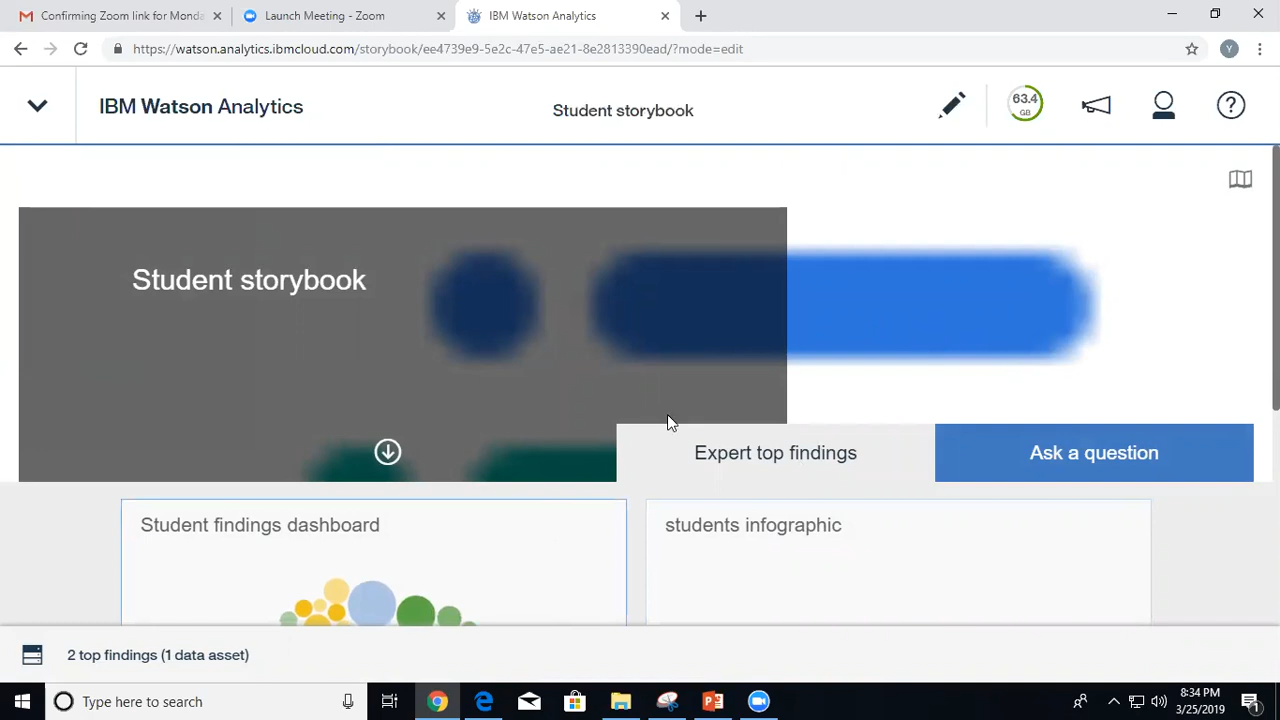 Confirming Zoom link for Monda
Launch Meeting - Zoom
IBM Watson Analytics
https://watson.analytics.ibmcloud.com/storybook/ee4739e9-5e2c-47e5-ae21-8e2813390ead/?mode=edit
Y
IBM Watson Analytics
Student storybook
63.4
GB
Student storybook
Expert top findings
Ask a question
Student findings dashboard
students infographic
2 top findings (1 data asset)
Type here to search
8:34 PM
3/25/2019
1